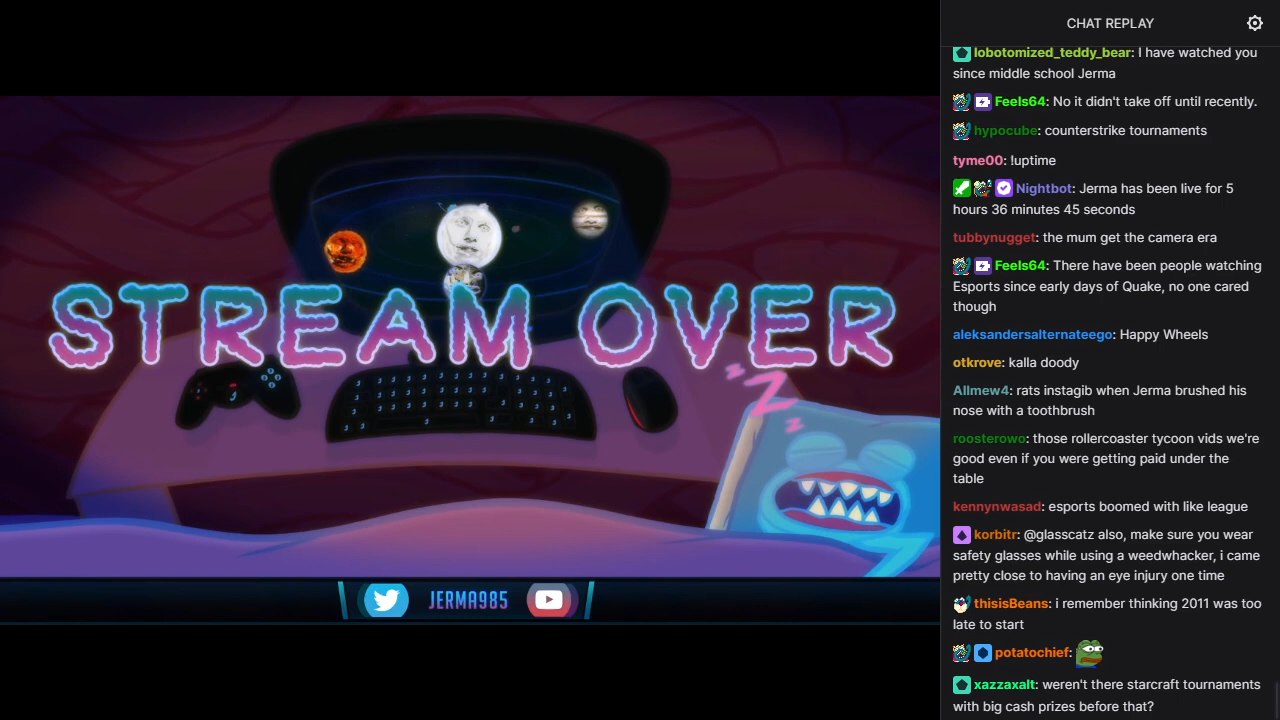 CHAT REPLAY
lobotomized_teddy_bear: I have watched you
since middle school Jerma
Feels64: No it didn't take off until recently.
hypocube: counterstrike tournaments
tyme00: !uptime
Nightbot: Jerma has been live for 5
hours 36 minutes 45 seconds
tubbynugget: the mum get the camera era
Feels64: There have been people watching
Esports since early days of Quake, no one cared
though
aleksandersalternateego: Happy Wheels
otkrove: kalla doody
Allmew4: rats instagib when Jerma brushed his
nose with a toothbrush
roosterowo: those rollercoaster tycoon vids we're
good even if you were getting paid under the
table
kennynwasad: esports boomed with like league
korbitr: @glasscatz also, make sure you wear
safety glasses while using a weedwhacker, i came
pretty close to having an eye injury one time
thisisBeans: i remember thinking 2011 was too
late to start
potatochief:
xazzaxalt: weren't there starcraft tournaments
with big cash prizes before that?
STREAM OVER
z
Z
z
JERMA985